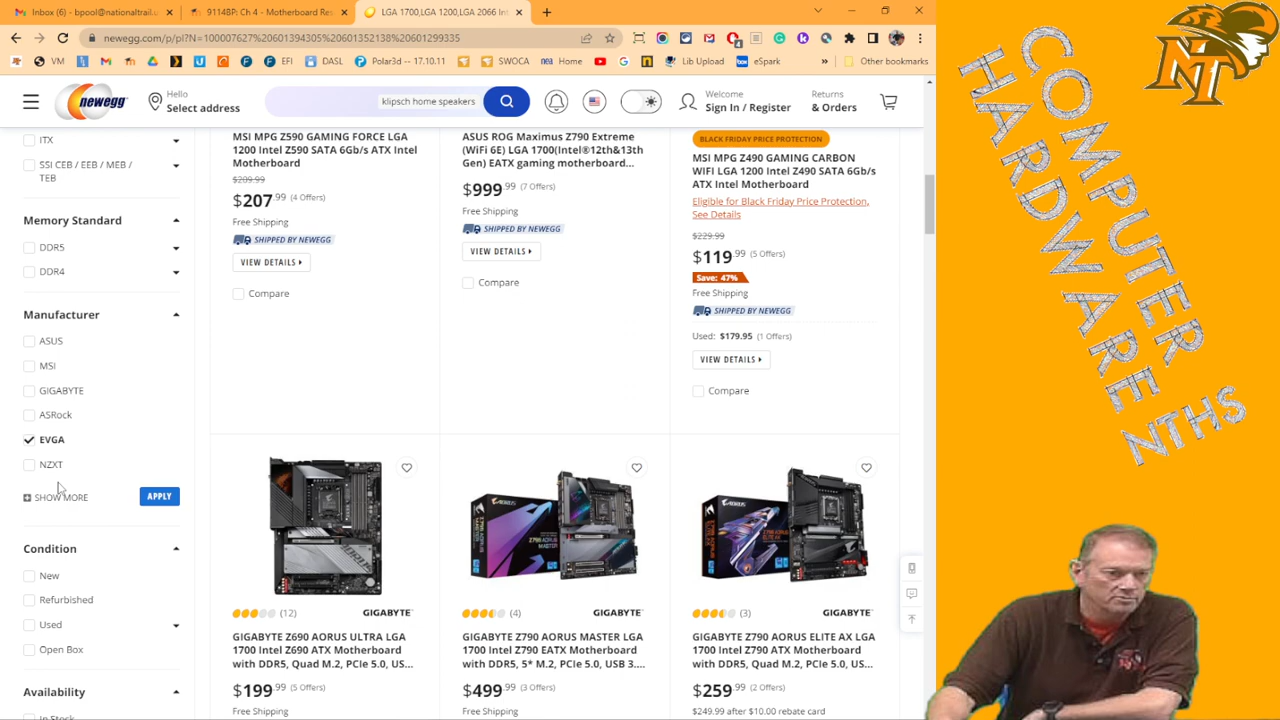 Inbox (6) - bpool@nationaltrail.
9114BP: Ch 4 - Motherboard Res
LGA 1700,LGA 1200,LGA 2066 Int
newegg.com/p/pl?N=100007627%20601394305%20601352138%20601299335
VM
EFI
DASL
Polar3d -- 17.10.11
SWOCA
Home
Lib Upload
eSpark
Other bookmarks
newegg
Hello
Select address
klipsch home speakers
Welcome
Sign In / Register
Returns
& Orders
ITX
SSI CEB / EEB / MEB /
TEB
Memory Standard
DDR5
DDR4
Manufacturer
ASUS
MSI
GIGABYTE
ASRock
EVGA
NZXT
SHOW MORE
APPLY
Condition
New
Refurbished
Used
Open Box
Availability
In Stock
MSI MPG Z590 GAMING FORCE LGA
1200 Intel Z590 SATA 6Gb/s ATX Intel
Motherboard
$209.99
$207.99 (4 Offers)
Free Shipping
SHIPPED BY NEWEGG
VIEW DETAILS
Compare
ASUS ROG Maximus Z790 Extreme
(WiFi 6E) LGA 1700(Intel®12th&13th
Gen) EATX gaming motherboard...
$999.99 (7 Offers)
Free Shipping
SHIPPED BY NEWEGG
VIEW DETAILS
Compare
BLACK FRIDAY PRICE PROTECTION
MSI MPG Z490 GAMING CARBON
WIFI LGA 1200 Intel Z490 SATA 6Gb/s
ATX Intel Motherboard
Eligible for Black Friday Price Protection,
See Details
$229.99
$119.99 (5 Offers)
Save: 47%
Free Shipping
SHIPPED BY NEWEGG
Used: $179.95 (1 Offers)
VIEW DETAILS
Compare
(12) GIGABYTE
GIGABYTE Z690 AORUS ULTRA LGA
1700 Intel Z690 ATX Motherboard
with DDR5, Quad M.2, PCIe 5.0, US...
$199.99 (5 Offers)
Free Shipping
(4) GIGABYTE
GIGABYTE Z790 AORUS MASTER LGA
1700 Intel Z790 EATX Motherboard
with DDR5, 5* M.2, PCIe 5.0, USB 3....
$499.99 (3 Offers)
Free Shipping
(3) GIGABYTE
GIGABYTE Z790 AORUS ELITE AX LGA
1700 Intel Z790 ATX Motherboard
with DDR5, Quad M.2, PCIe 5.0, US...
$259.99 (2 Offers)
$249.99 after $10.00 rebate card
NT
COMPUTER
HARDWARE
NTHS